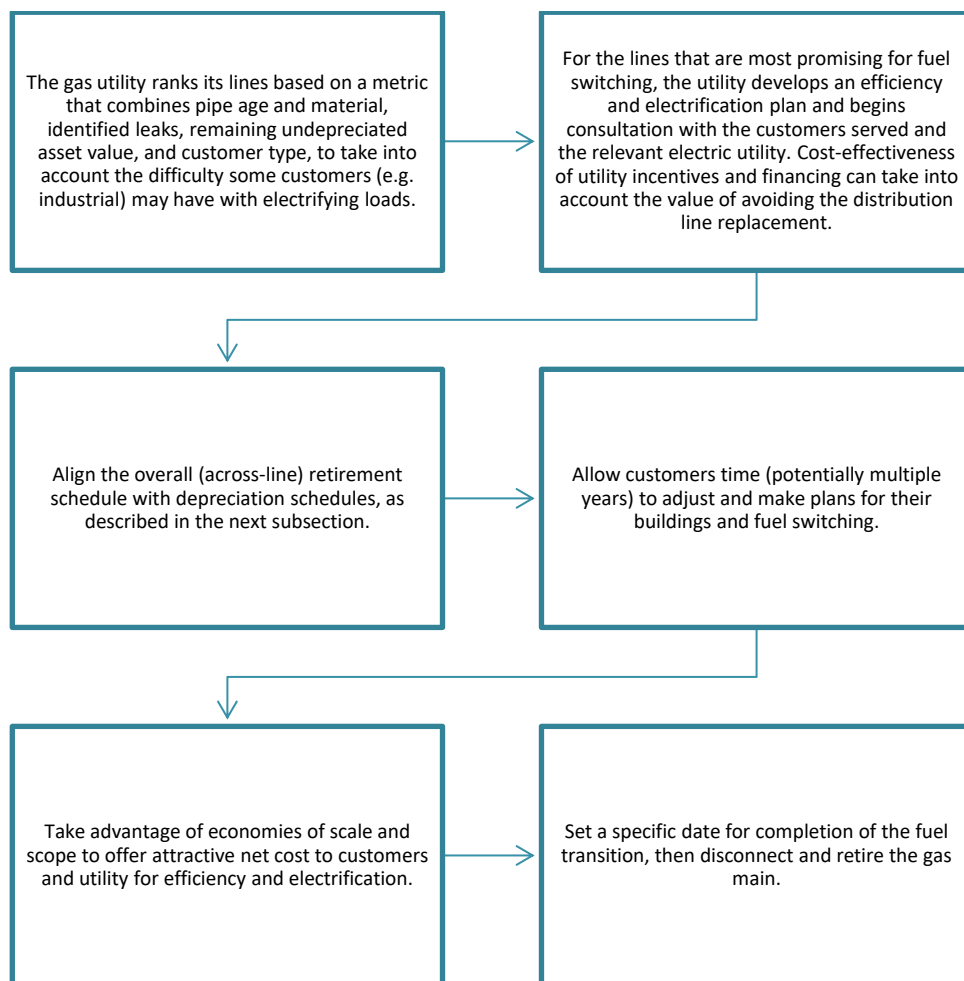 The gas utility ranks its lines based on a metric
that combines pipe age and material,
identified leaks, remaining undepreciated
asset value, and customer type, to take into
account the difficulty some customers (e.g.
industrial) may have with electrifying loads.
For the lines that are most promising for fuel
switching, the utility develops an efficiency
and electrification plan and begins
consultation with the customers served and
the relevant electric utility. Cost-effectiveness
of utility incentives and financing can take into
account the value of avoiding the distribution
line replacement.
Align the overall (across-line) retirement
schedule with depreciation schedules, as
described in the next subsection.
Allow customers time (potentially multiple
years) to adjust and make plans for their
buildings and fuel switching.
Take advantage of economies of scale and
scope to offer attractive net cost to customers
and utility for efficiency and electrification.
Set a specific date for completion of the fuel
transition, then disconnect and retire the gas
main.